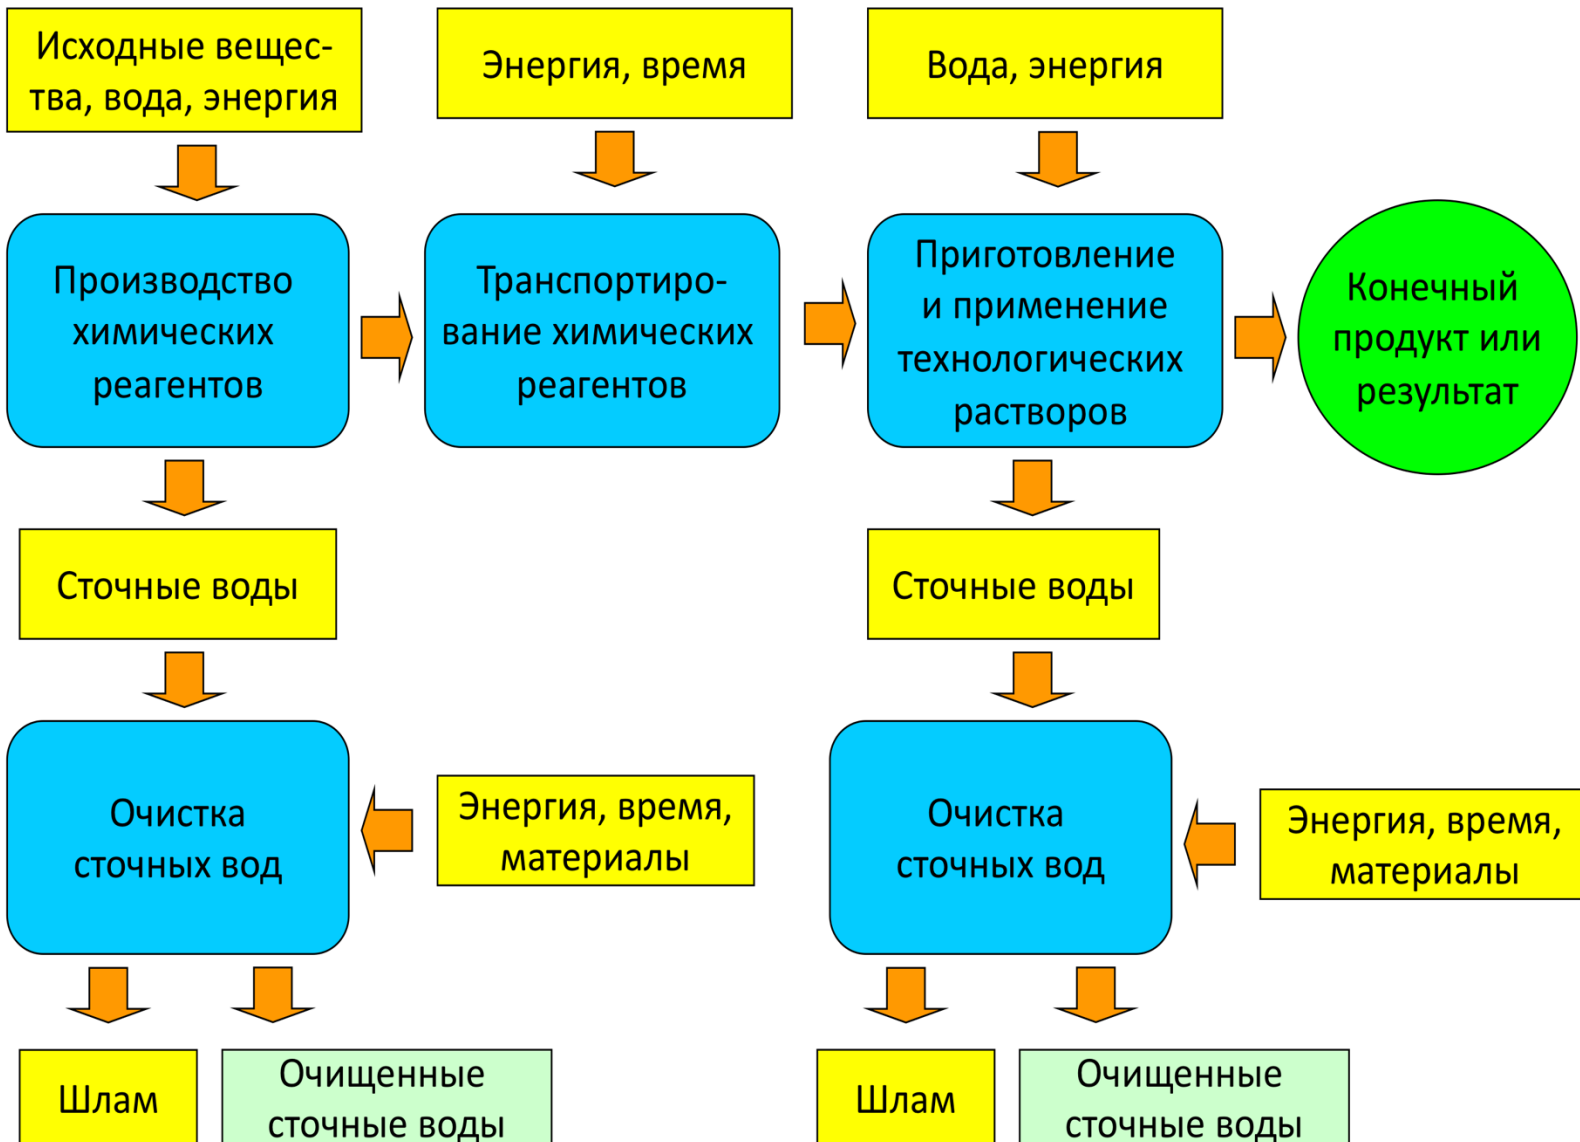 Исходные вещес-
тва, вода, энергия
Энергия, время
Вода, энергия
Производство
химических
реагентов
Транспортиро-
вание химических
реагентов
Приготовление
и применение
технологических
растворов
Конечный
продукт или
результат
Сточные воды
Сточные воды
Очистка
сточных вод
Энергия, время,
материалы
Очистка
сточных вод
Энергия, время,
материалы
Шлам
Очищенные
сточные воды
Шлам
Очищенные
сточные воды